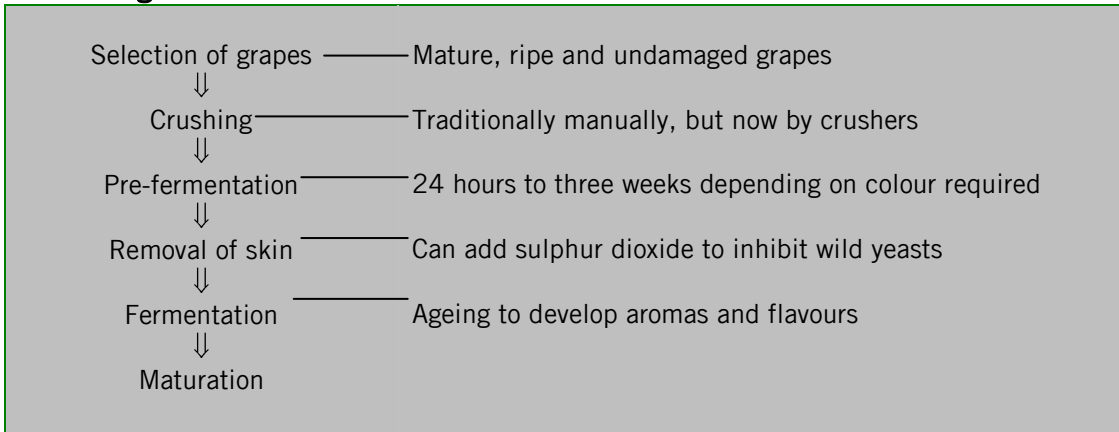 Selection of grapes Mature, ripe and undamaged grapes
⇓
Crushing Traditionally manually, but now by crushers
⇓
Pre-fermentation 24 hours to three weeks depending on colour required
⇓
Removal of skin Can add sulphur dioxide to inhibit wild yeasts
⇓
Fermentation Ageing to develop aromas and flavours
⇓
Maturation